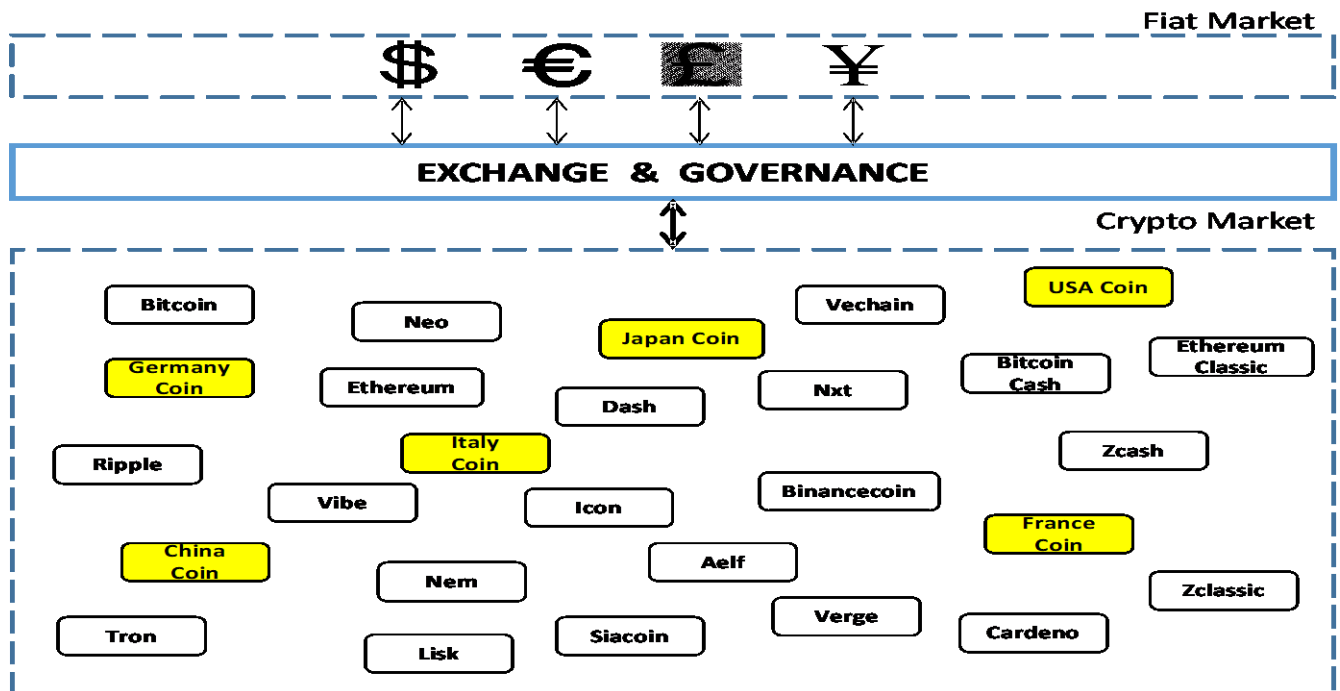 Fiat Market
$ € £ ¥
EXCHANGE & GOVERNANCE
Crypto Market
USA Coin
Bitcoin
Vechain
Neo
Japan Coin
Ethereum
Classic
Germany
Coin
Ethereum
Bitcoin
Cash
Nxt
Dash
Italy
Coin
Zcash
Ripple
Binancecoin
Vibe
Icon
France
Coin
China
Coin
Aelf
Nem
Zclassic
Verge
Tron
Siacoin
Cardeno
Lisk